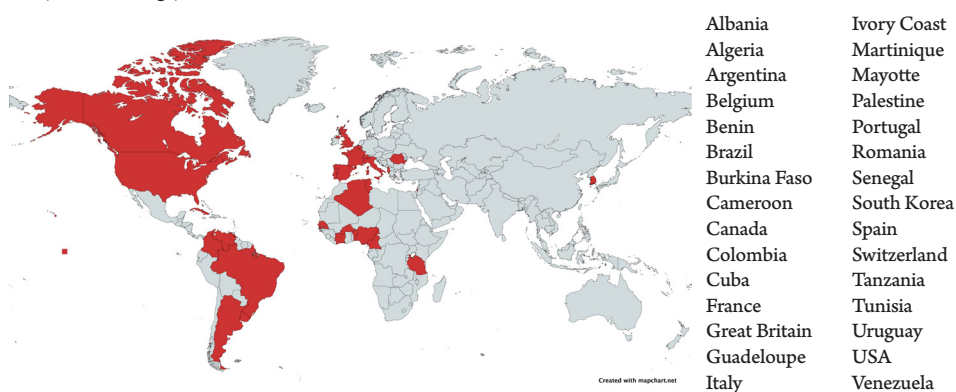 Albania
Algeria
Argentina
Belgium
Benin
Brazil
Burkina Faso
Cameroon
Canada
Colombia
Cuba
France
Great Britain
Guadeloupe
Italy
Ivory Coast
Martinique
Mayotte
Palestine
Portugal
Romania
Senegal
South Korea
Spain
Switzerland
Tanzania
Tunisia
Uruguay
USA
Venezuela
Created with mapchart.net